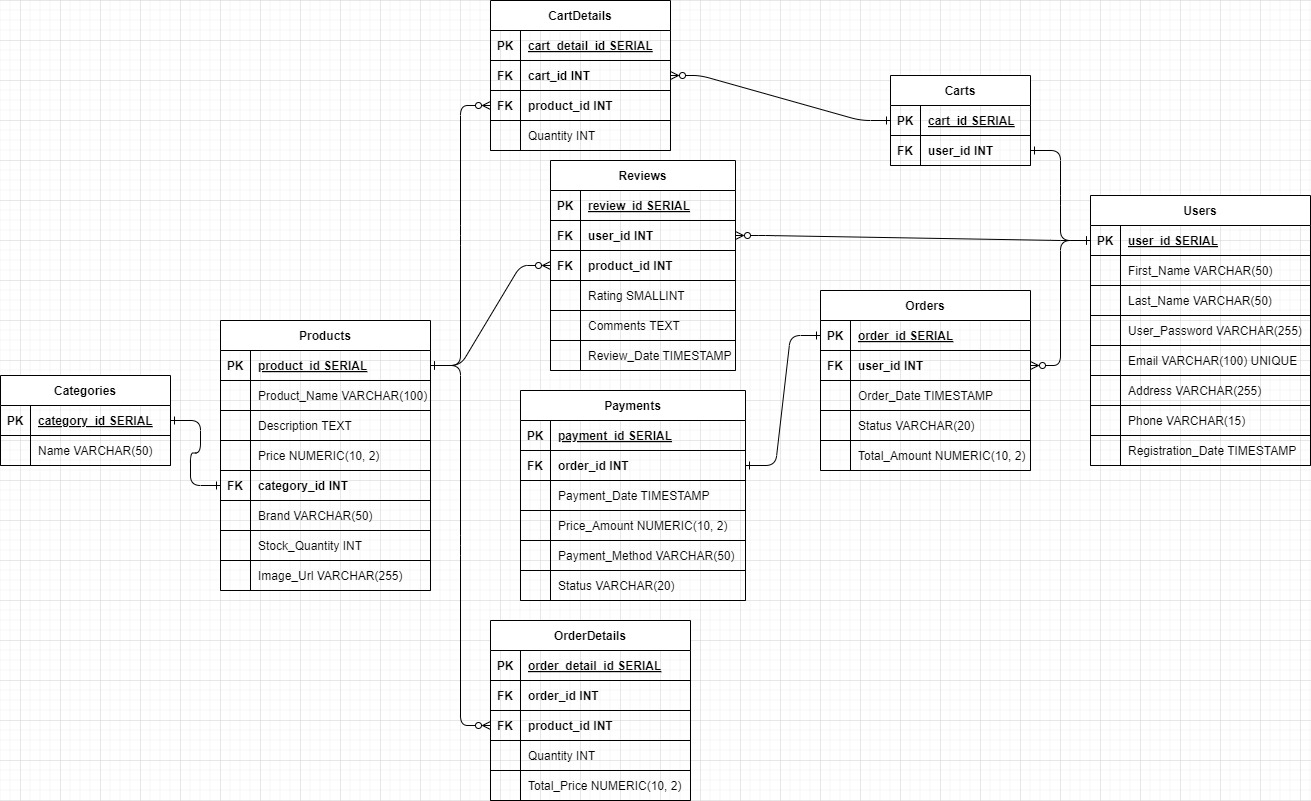 CartDetails
PK cart_detail_id SERIAL
FK cart_id INT
FK product_id INT
Quantity INT
Carts
PK cart_id SERIAL
FK user_id INT
Reviews
PK review_id SERIAL
FK user_id INT
FK product_id INT
Rating SMALLINT
Comments TEXT
Review_Date TIMESTAMP
Users
PK user_id SERIAL
First_Name VARCHAR(50)
Last_Name VARCHAR(50)
User_Password VARCHAR(255)
Email VARCHAR(100) UNIQUE
Address VARCHAR(255)
Phone VARCHAR(15)
Registration_Date TIMESTAMP
Orders
PK order_id SERIAL
FK user_id INT
Order_Date TIMESTAMP
Status VARCHAR(20)
Total_Amount NUMERIC(10, 2)
Products
PK product_id SERIAL
Product_Name VARCHAR(100)
Description TEXT
Price NUMERIC(10, 2)
FK category_id INT
Brand VARCHAR(50)
Stock_Quantity INT
Image_Url VARCHAR(255)
Categories
PK category_id SERIAL
Name VARCHAR(50)
Payments
PK payment_id SERIAL
FK order_id INT
Payment_Date TIMESTAMP
Price_Amount NUMERIC(10, 2)
Payment_Method VARCHAR(50)
Status VARCHAR(20)
OrderDetails
PK order_detail_id SERIAL
FK order_id INT
FK product_id INT
Quantity INT
Total_Price NUMERIC(10, 2)